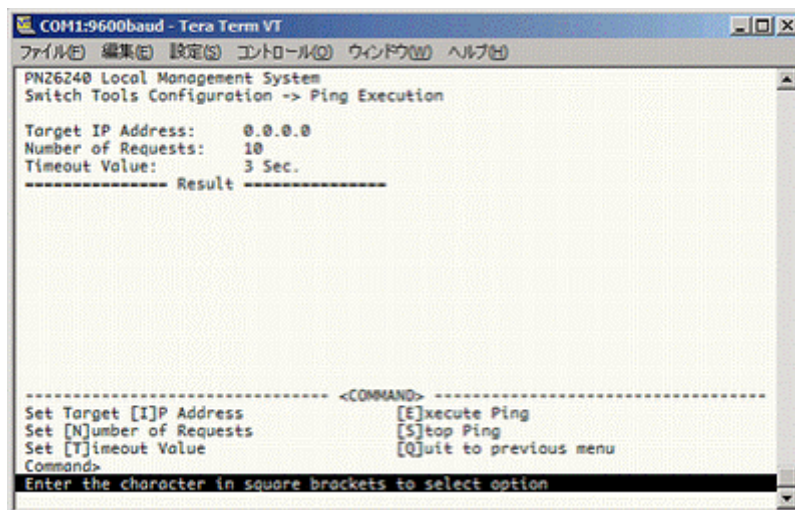 COM1:9600baud - Tera Term VT
ファイル(F) 編集(E) 設定(S) コントロール(O) ウィンドウ(W) ヘルプ(H)
PN26240 Local Management System
Switch Tools Configuration -> Ping Execution
Target IP Address: 0.0.0.0
Number of Requests: 10
Timeout Value: 3 Sec.
=============== Result ===============
-------------------------------- <COMMAND> -----------------------------------
Set Target [I]P Address [E]xecute Ping
Set [N]umber of Requests [S]top Ping
Set [T]imeout Value [Q]uit to previous menu
Command>
Enter the character in square brackets to select option